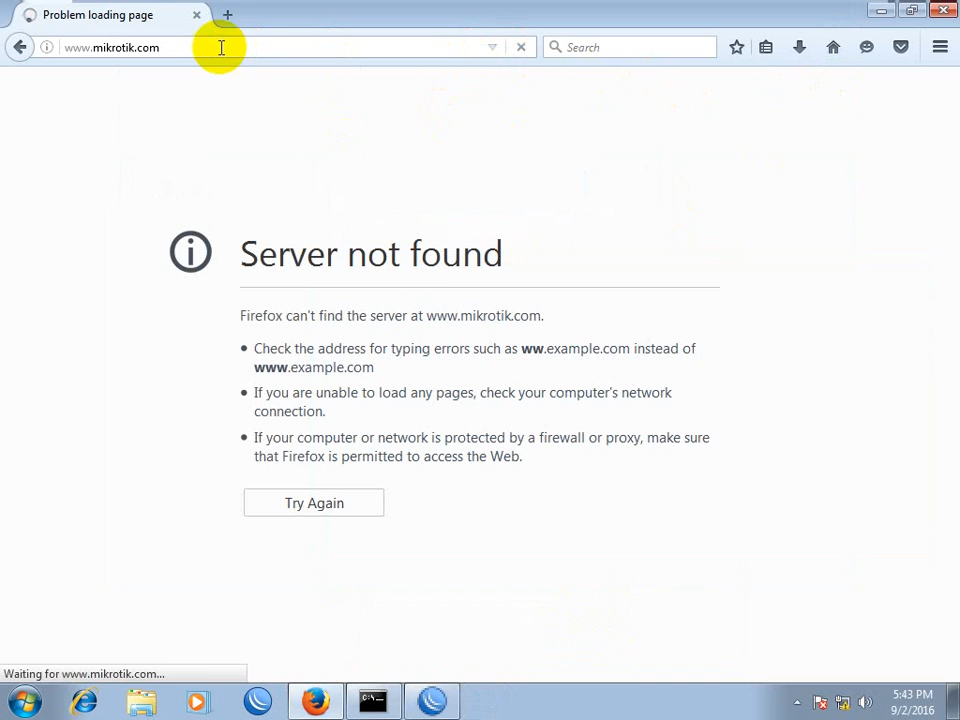 Problem loading page
www.mikrotik.com
Search
Server not found
Firefox can't find the server at www.mikrotik.com.
Check the address for typing errors such as ww.example.com instead of
www.example.com
If you are unable to load any pages, check your computer's network
connection.
If your computer or network is protected by a firewall or proxy, make sure
that Firefox is permitted to access the Web.
Try Again
Waiting for www.mikrotik.com...
C:\_
5:43 PM
9/2/2016